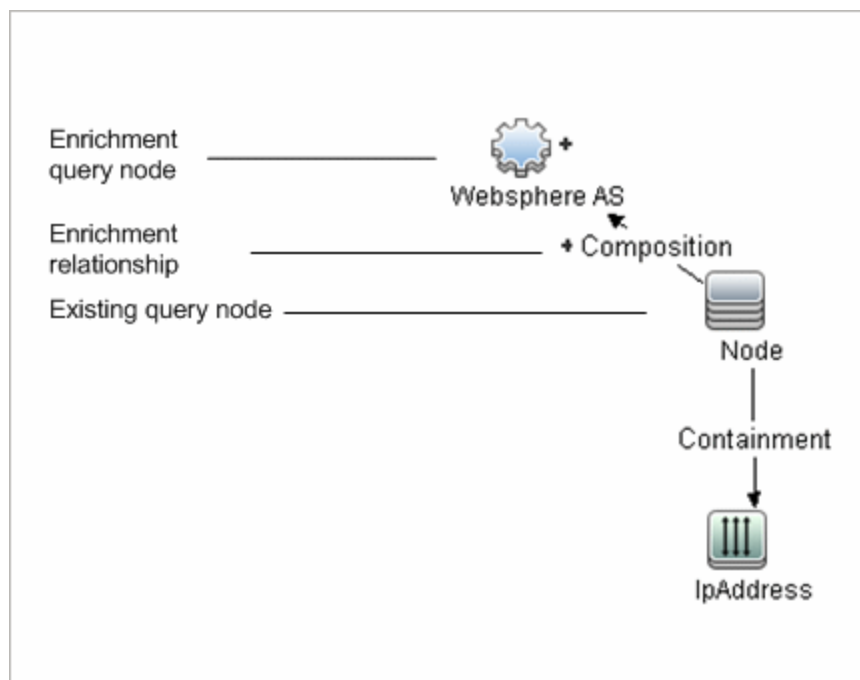 Enrichment
query node
+
Websphere AS
Enrichment
relationship
+ Composition
Existing query node
Node
Containment
IpAddress